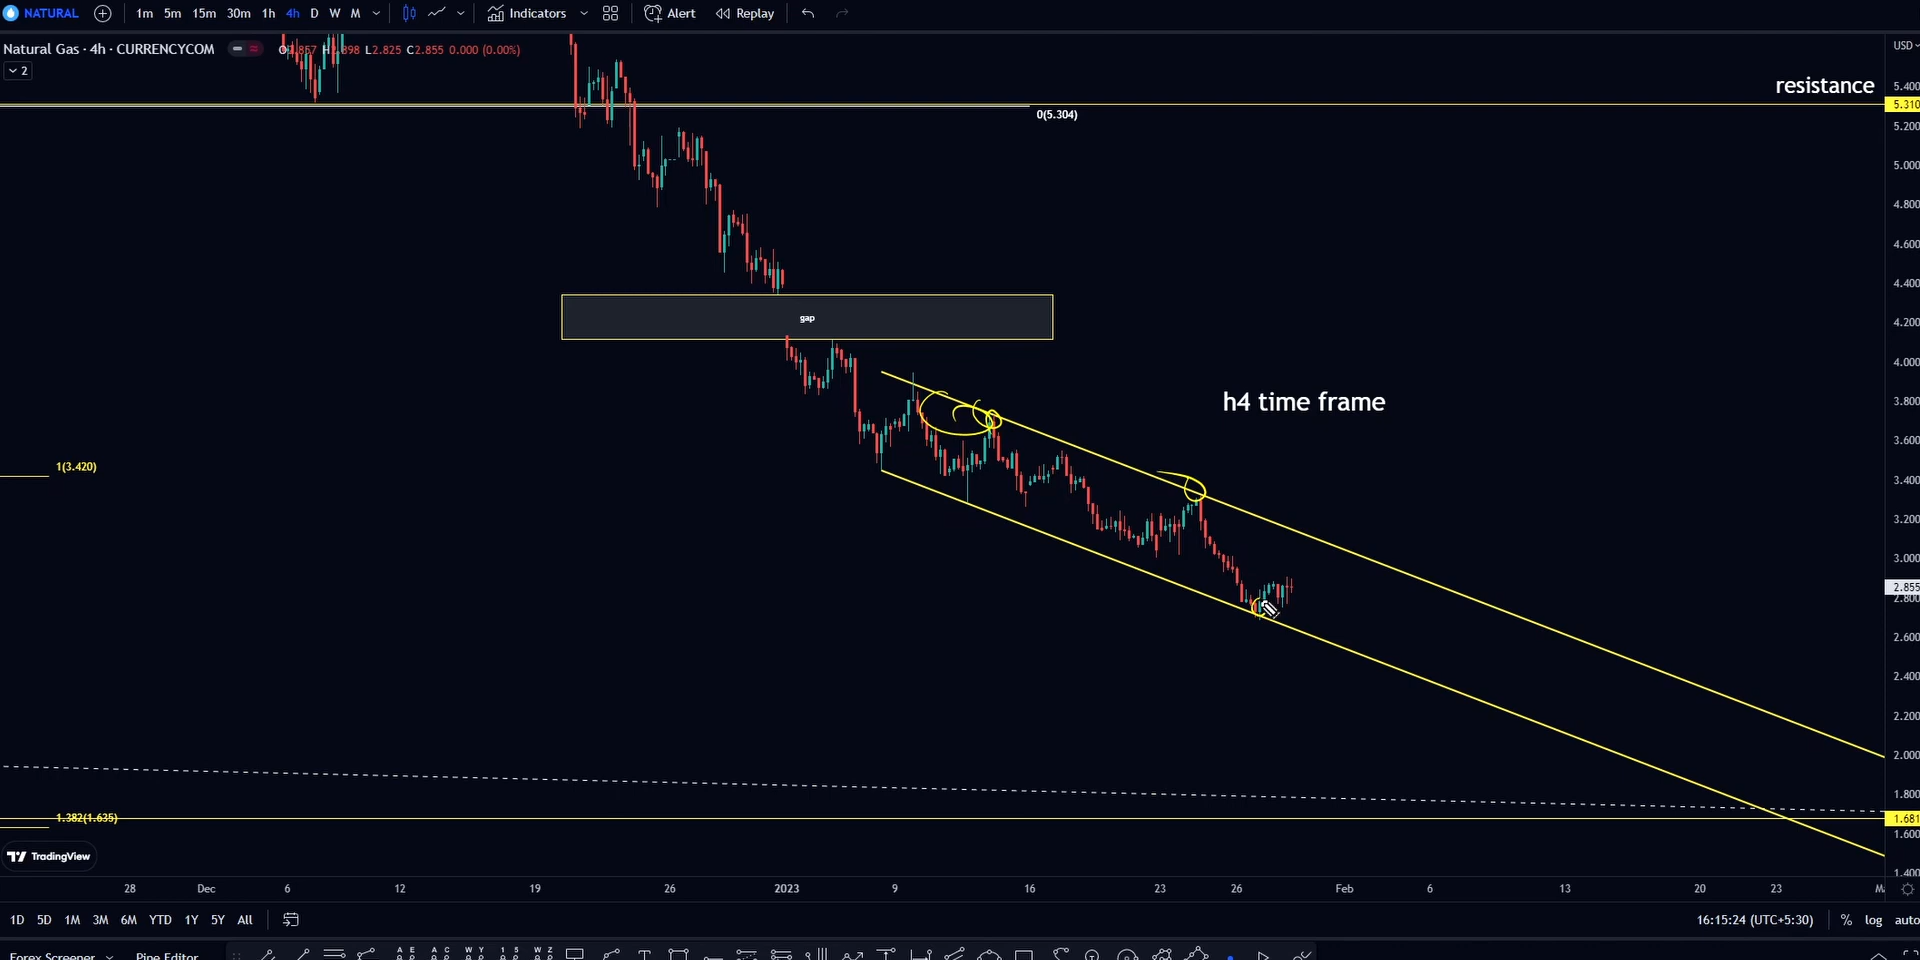 NATURAL 1m 5m 15m 30m 1h 4h D W M Indicators Alert Replay
Natural Gas · 4h · CURRENCYCOM L2.825 C2.855 0.000 (0.00%)
USD
2
resistance
5.400
5.310
0(5.304)
5.200
5.000
4.800
4.600
4.400
gap
4.200
4.000
h4 time frame
3.800
3.600
1(3.420)
3.400
3.200
3.000
2.855
2.800
2.600
2.400
2.200
2.000
1.800
1.382(1.635)
1.681
1.600
TradingView
1.400
28 Dec 6 12 19 26 2023 9 16 23 26 Feb 6 13 20 23
1D 5D 1M 3M 6M YTD 1Y 5Y All 16:15:24 (UTC+5:30) % log auto
Forex Screener Pine Editor